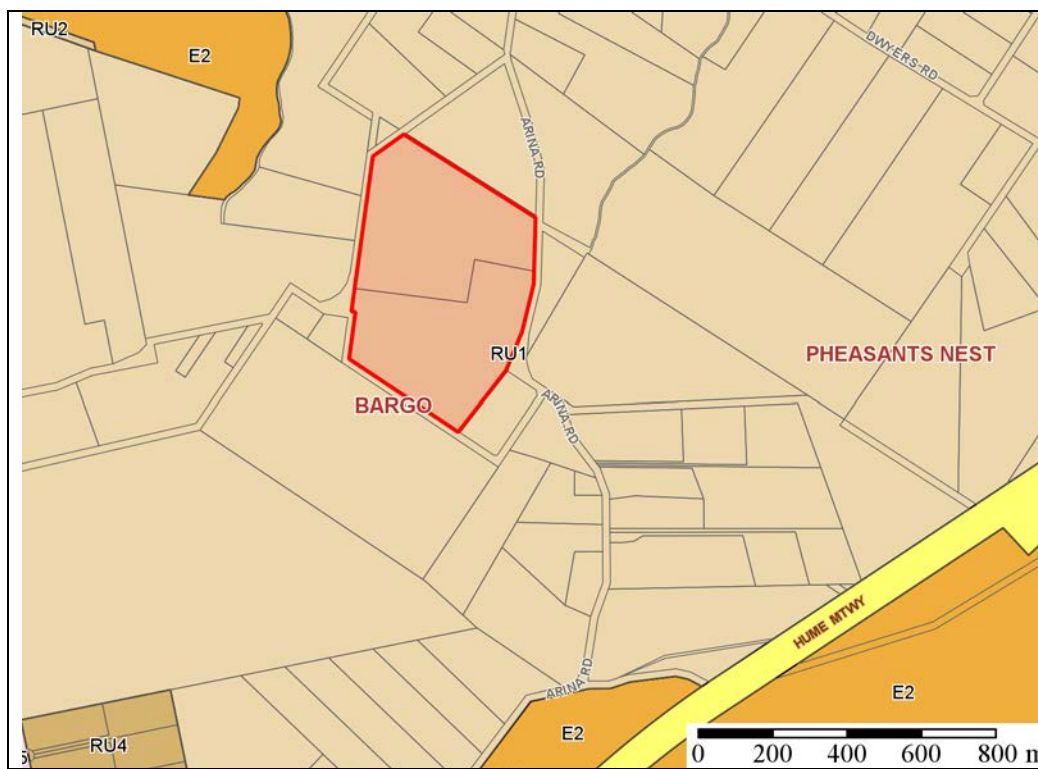 RU2
E2
DWYERS RD
ARINA RD
PHEASANTS NEST
RU1
BARGO
ARINA RD
HUME MTWY
ARINA RD
E2
E2
RU4
5
0 200 400 600 800 m